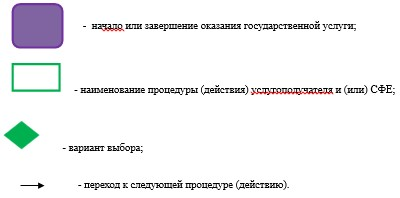 - начало или завершение оказания государственной услуги;
- наименование процедуры (действия) услугополучателя и (или) СФЕ;
- вариант выбора;
- переход к следующей процедуре (действию).